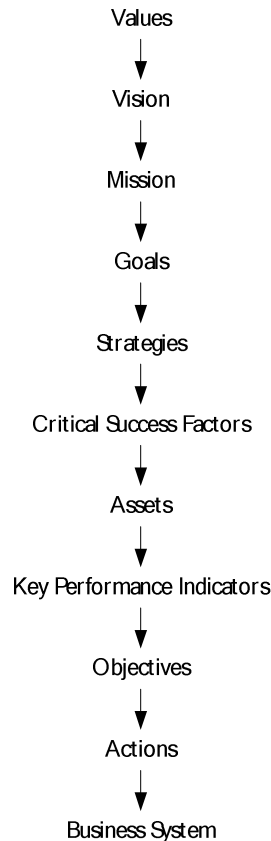 Values
Vision
Mission
Goals
Strategies
Critical Success Factors
Assets
Key Performance Indicators
Objectives
Actions
Business System